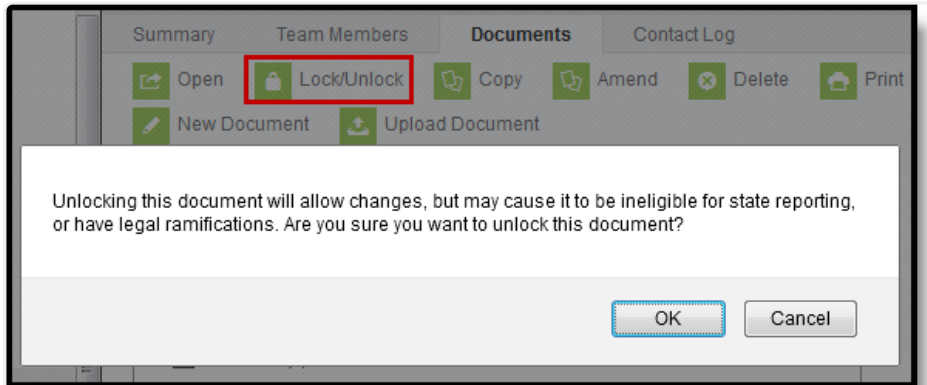 Summary Team Members Documents Contact Log
Open Lock/Unlock Copy Amend Delete Print
New Document Upload Document
Unlocking this document will allow changes, but may cause it to be ineligible for state reporting,
or have legal ramifications. Are you sure you want to unlock this document?
OK Cancel